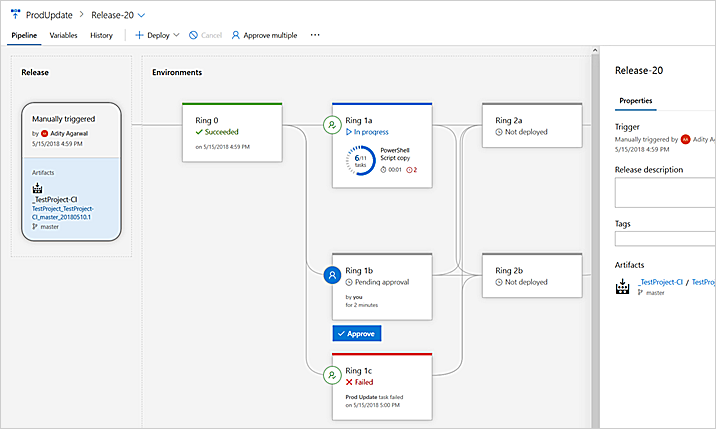 ProdUpdate > Release-20
Pipeline Variables History + Deploy Cancel Approve multiple ...
Release
Manually triggered
by AA Adity Agarwal
5/15/2018 4:59 PM
Artifacts
_TestProject-CI
TestProject_TestProject-
CI_master_20180510.1
master
Environments
Ring 0
Succeeded
on 5/15/2018 4:59 PM
Ring 1a
In progress
6/11
tasks
PowerShell
Script copy
00:01 2
Ring 1b
Pending approval
by you
for 2 minutes
Approve
Ring 1c
Failed
Prod Update task failed
on 5/15/2018 5:00 PM
Ring 2a
Not deployed
Ring 2b
Not deployed
Release-20
Properties
Trigger
Manually triggered by AA Adity A
5/15/2018 4:59 PM
Release description
Tags
Artifacts
_TestProject-CI / TestProj
master